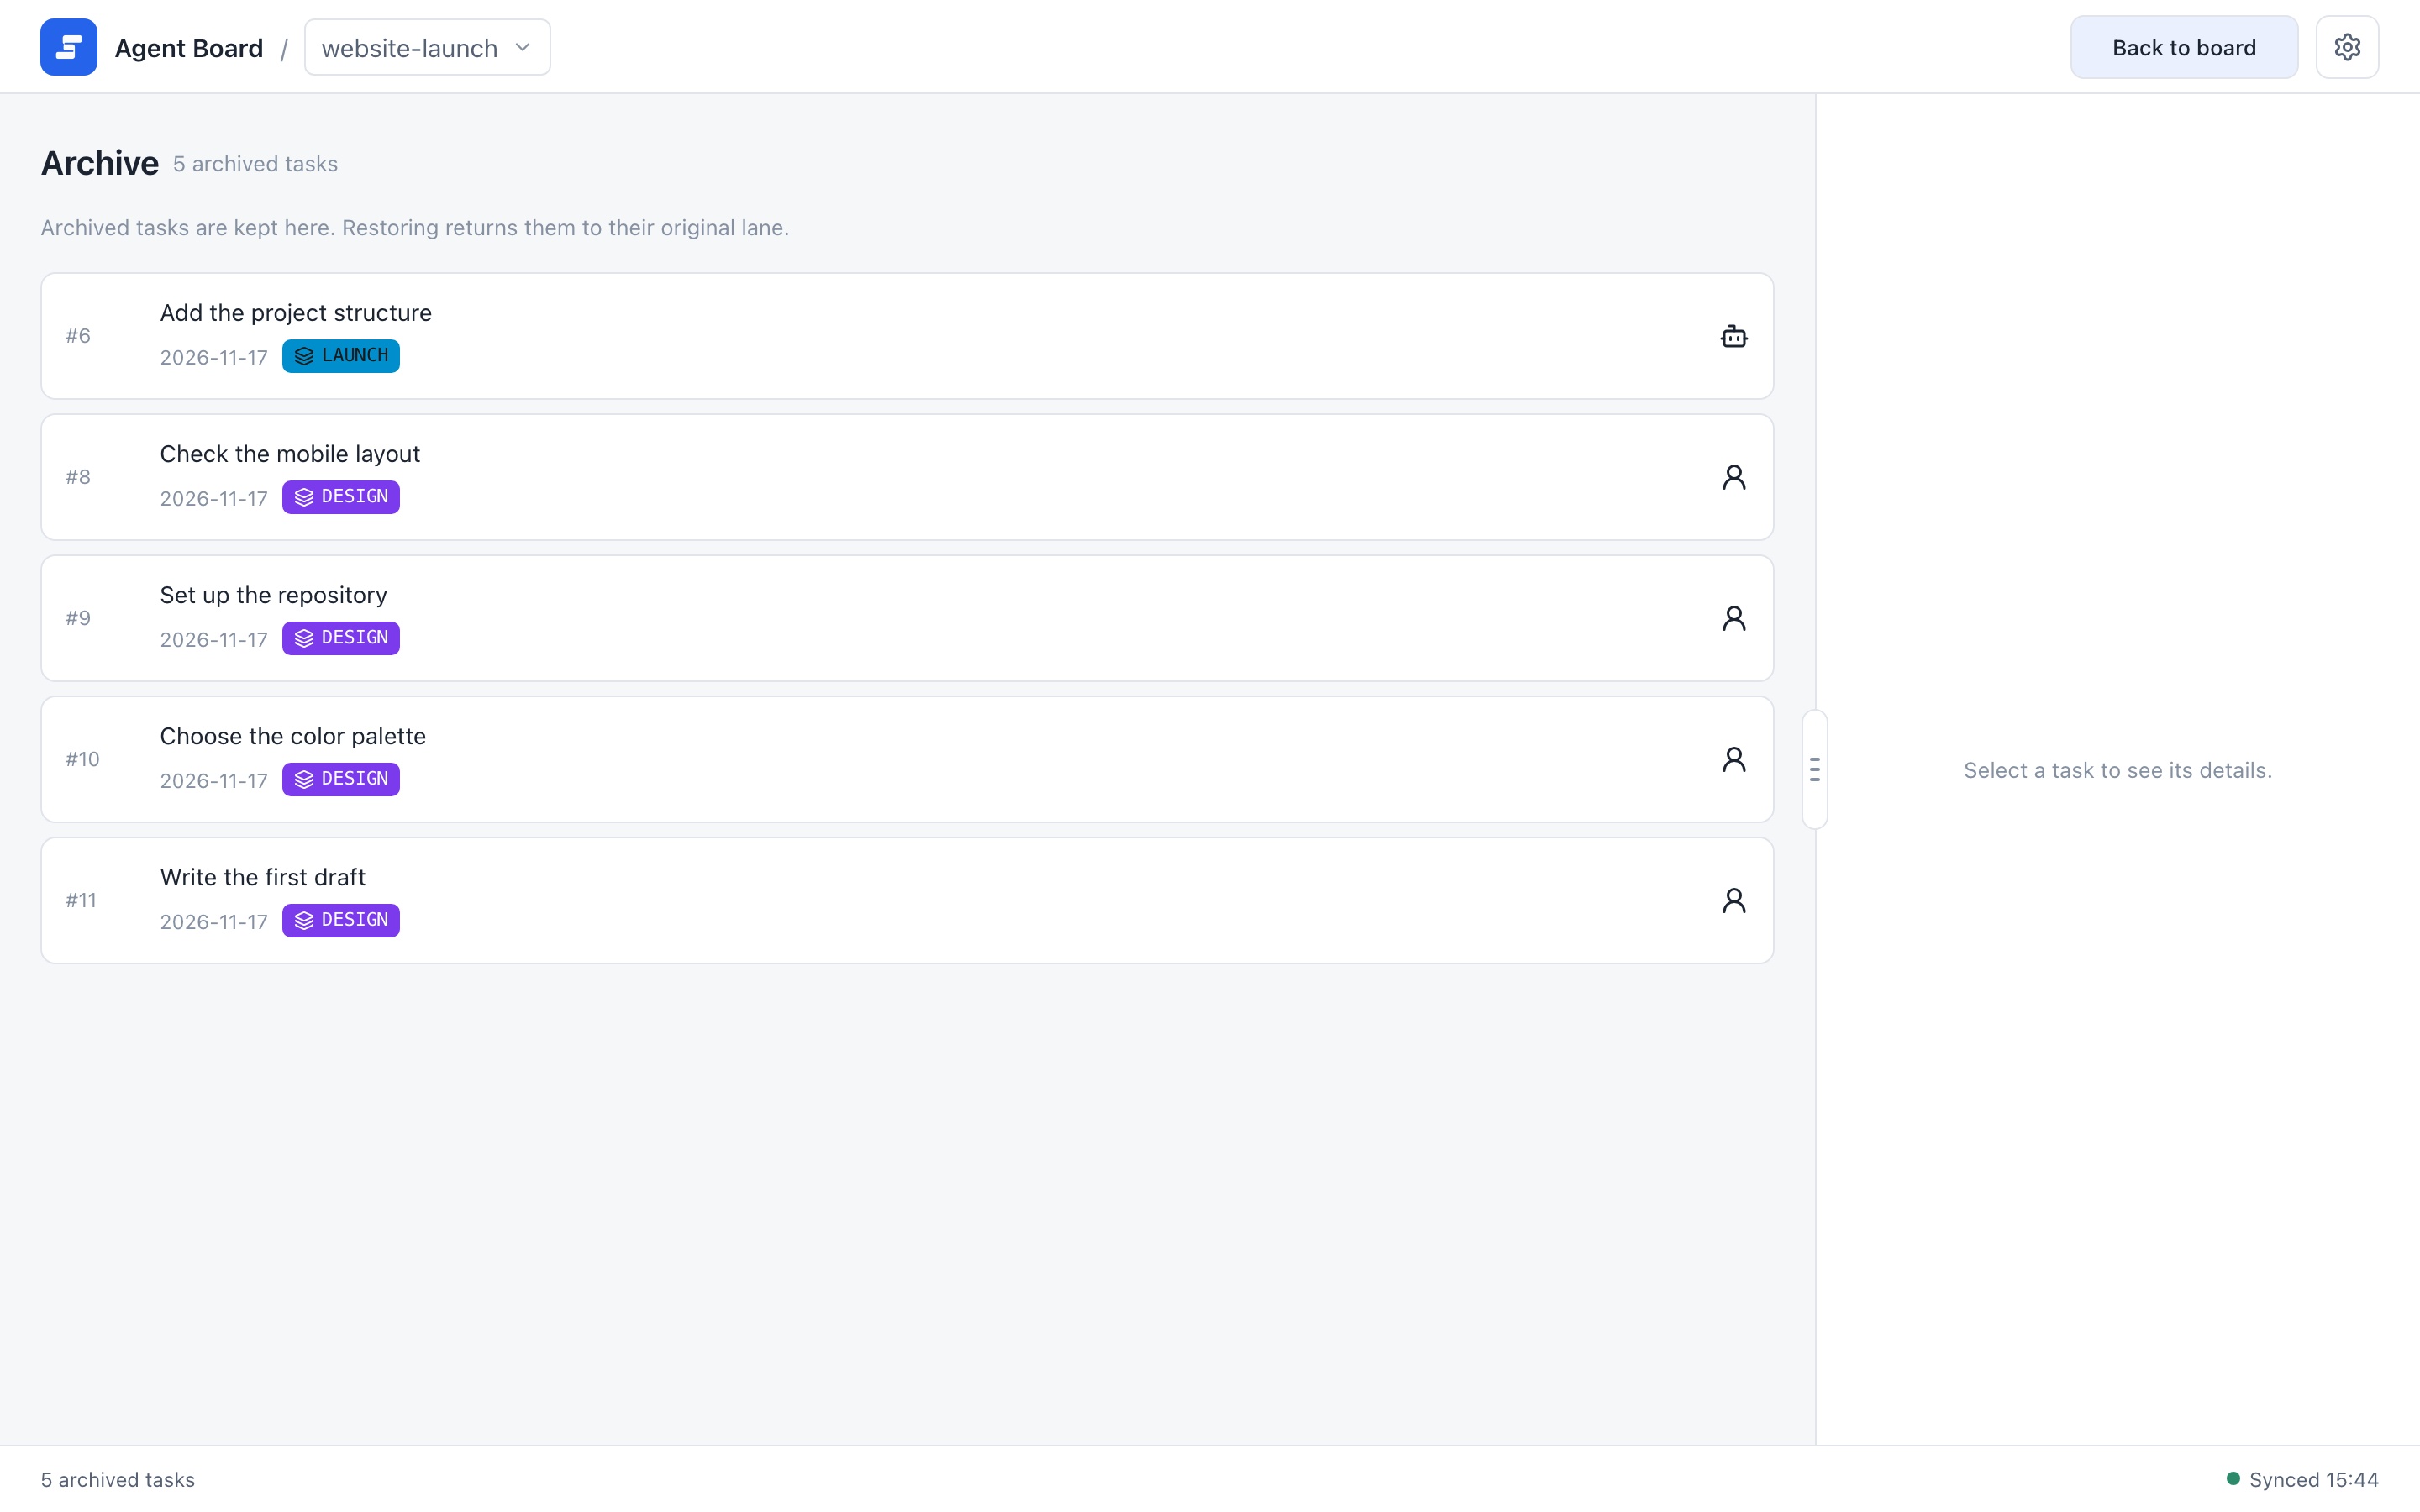 Agent Board / website-launch
Back to board
Archive 5 archived tasks
Archived tasks are kept here. Restoring returns them to their original lane.
#6
Add the project structure
2026-11-17 LAUNCH
#8
Check the mobile layout
2026-11-17 DESIGN
#9
Set up the repository
2026-11-17 DESIGN
#10
Choose the color palette
2026-11-17 DESIGN
#11
Write the first draft
2026-11-17 DESIGN
Select a task to see its details.
5 archived tasks
Synced 15:44